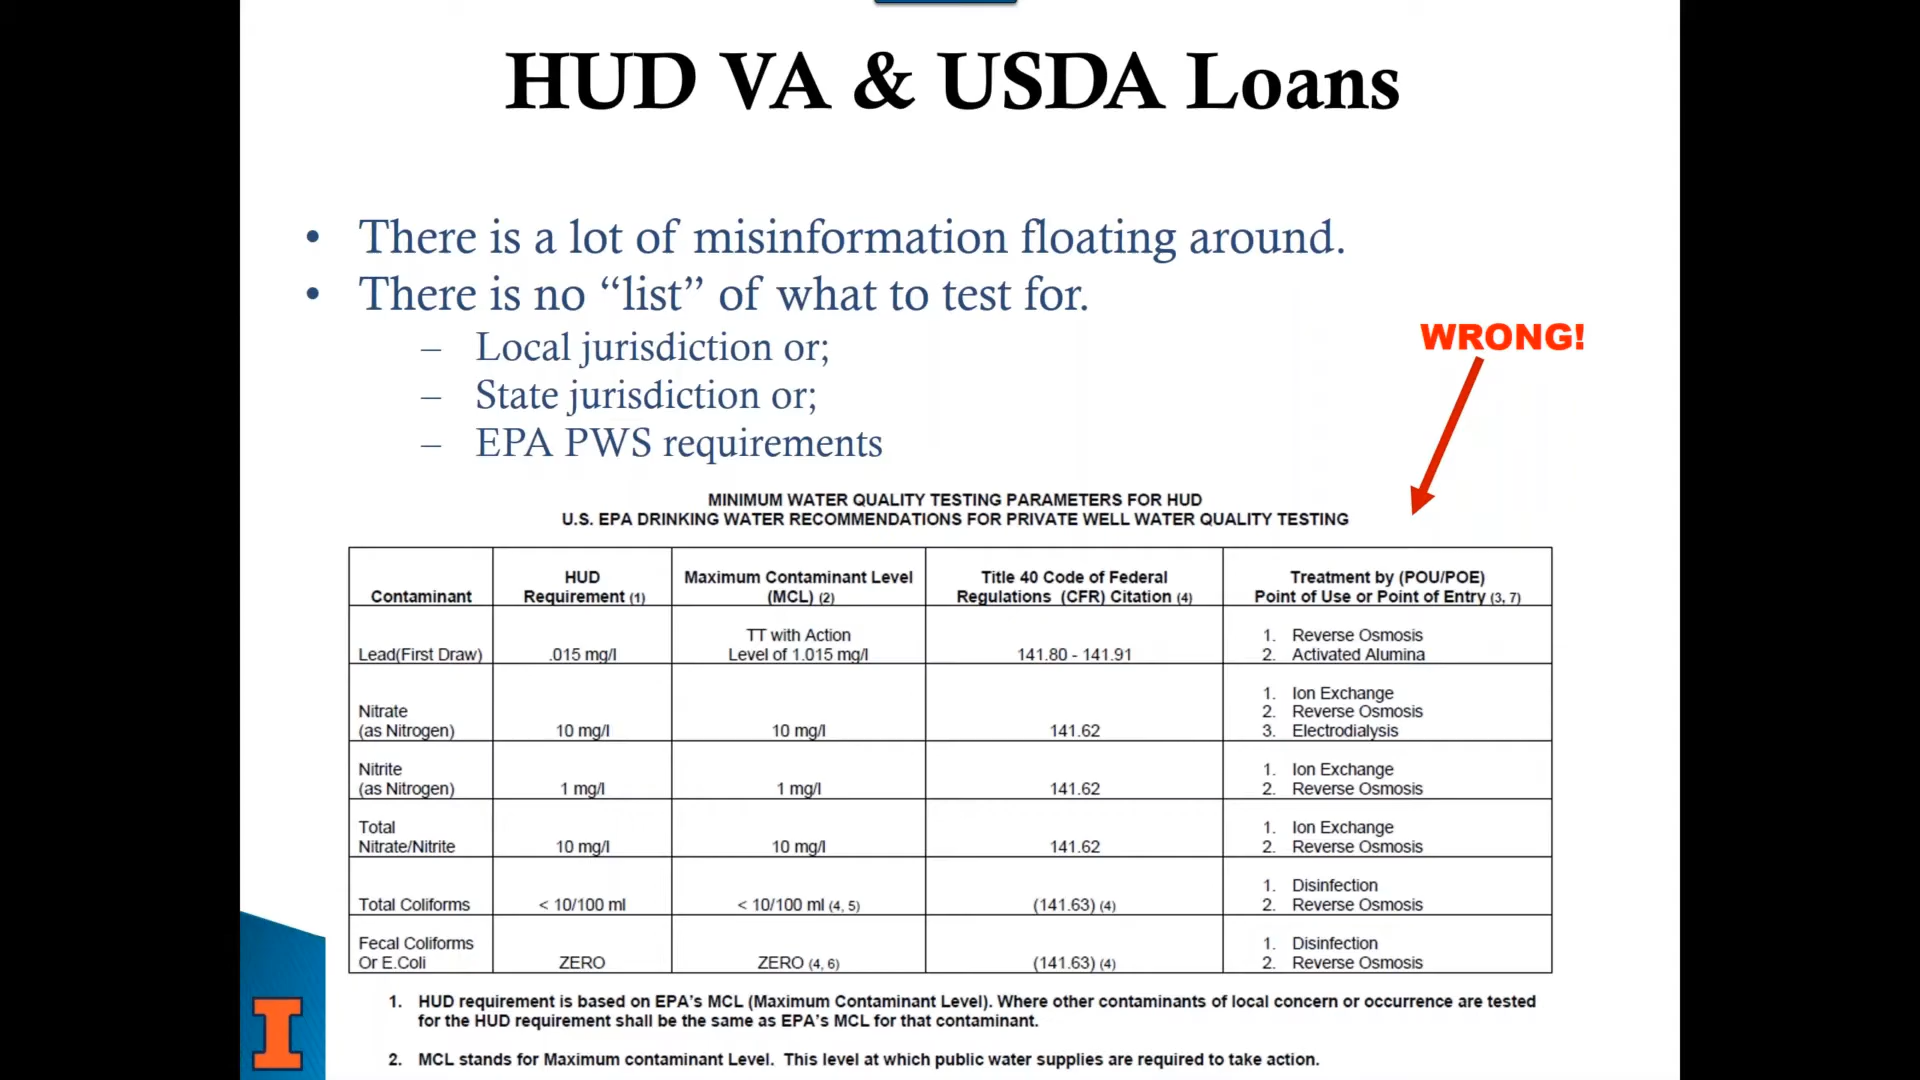 HUD VA & USDA Loans
• There is a lot of misinformation floating around.
• There is no “list” of what to test for.
– Local jurisdiction or;
– State jurisdiction or;
– EPA PWS requirements
WRONG!
MINIMUM WATER QUALITY TESTING PARAMETERS FOR HUD
U.S. EPA DRINKING WATER RECOMMENDATIONS FOR PRIVATE WELL WATER QUALITY TESTING
Contaminant
HUD
Requirement (1)
Maximum Contaminant Level
(MCL) (2)
Title 40 Code of Federal
Regulations (CFR) Citation (4)
Treatment by (POU/POE)
Point of Use or Point of Entry (3, 7)
Lead(First Draw)
.015 mg/l
TT with Action
Level of 1.015 mg/l
141.80 - 141.91
1. Reverse Osmosis
2. Activated Alumina
Nitrate
(as Nitrogen)
10 mg/l
10 mg/l
141.62
1. Ion Exchange
2. Reverse Osmosis
3. Electrodialysis
Nitrite
(as Nitrogen)
1 mg/l
1 mg/l
141.62
1. Ion Exchange
2. Reverse Osmosis
Total
Nitrate/Nitrite
10 mg/l
10 mg/l
141.62
1. Ion Exchange
2. Reverse Osmosis
Total Coliforms
< 10/100 ml
< 10/100 ml (4, 5)
(141.63) (4)
1. Disinfection
2. Reverse Osmosis
Fecal Coliforms
Or E.Coli
ZERO
ZERO (4, 6)
(141.63) (4)
1. Disinfection
2. Reverse Osmosis
1. HUD requirement is based on EPA’s MCL (Maximum Contaminant Level). Where other contaminants of local concern or occurrence are tested
for the HUD requirement shall be the same as EPA’s MCL for that contaminant.
2. MCL stands for Maximum contaminant Level. This level at which public water supplies are required to take action.
I